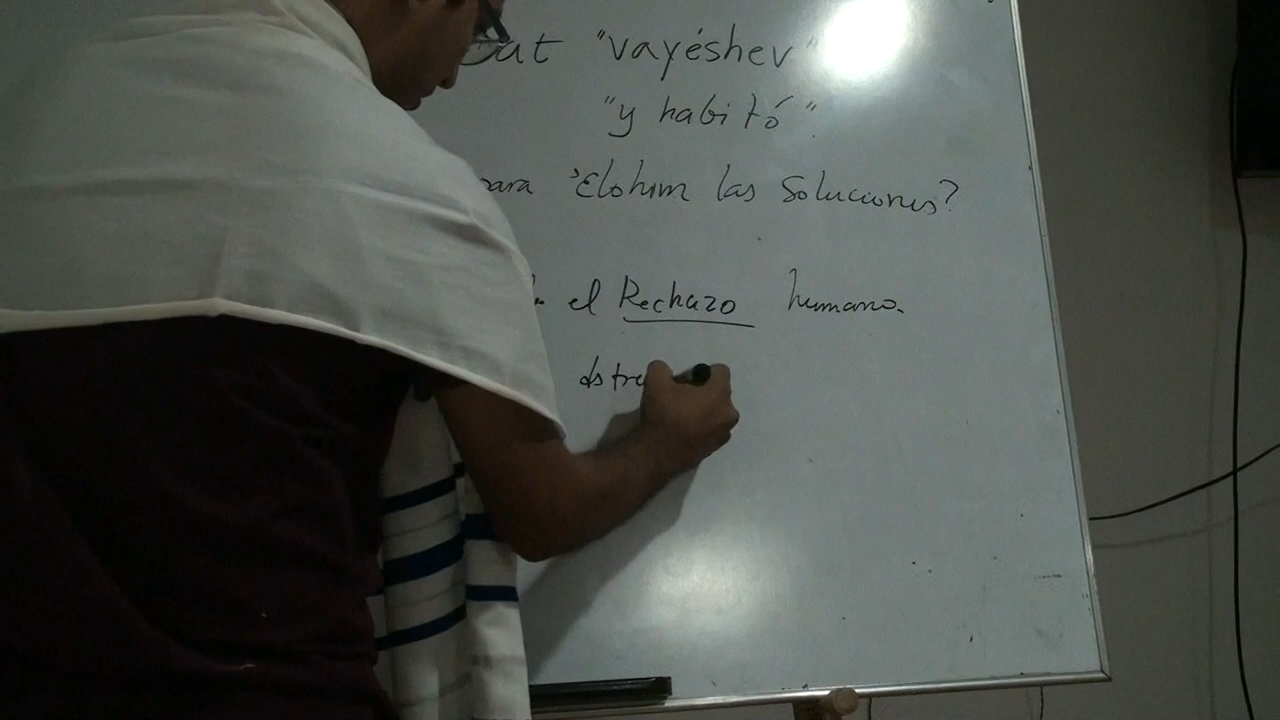 "vayéshev"
"y habitó".
para 'Elohim las Soluciones?
el Rechazo humano.